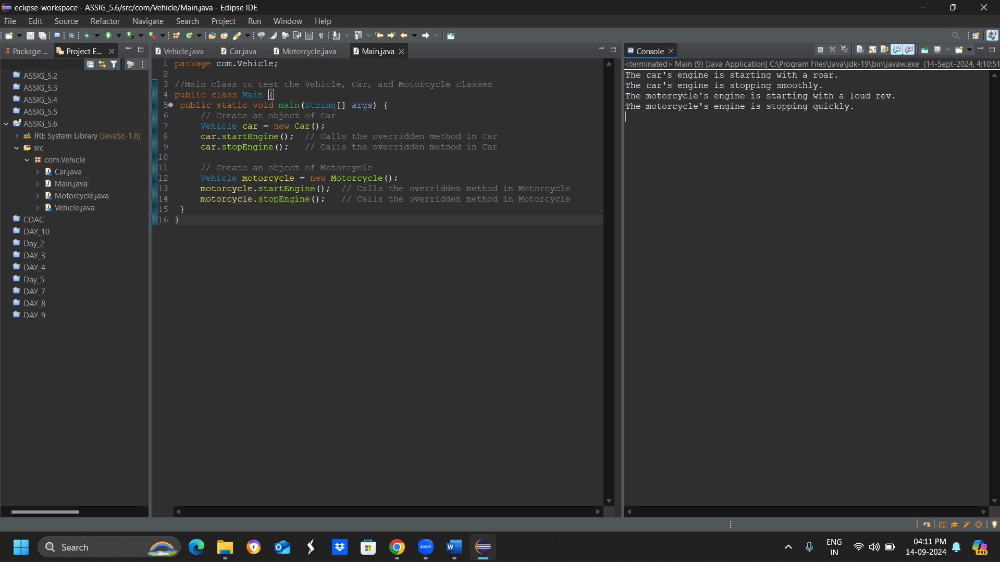 eclipse-workspace - ASSIG_5.6/src/com/Vehicle/Main.java - Eclipse IDE
File Edit Source Refactor Navigate Search Project Run Window Help
Package ... Project E...
ASSIG_5.2
ASSIG_5.3
ASSIG_5.4
ASSIG_5.5
ASSIG_5.6
JRE System Library [JavaSE-1.8]
src
com.Vehicle
Car.java
Main.java
Motorcycle.java
Vehicle.java
CDAC
DAY_10
Day_2
DAY_3
DAY_4
Day_5
DAY_7
DAY_8
DAY_9
Vehicle.java Car.java Motorcycle.java Main.java
1 package com.Vehicle;
2
3 //Main class to test the Vehicle, Car, and Motorcycle classes
4 public class Main {
5 public static void main(String[] args) {
6 // Create an object of Car
7 Vehicle car = new Car();
8 car.startEngine(); // Calls the overridden method in Car
9 car.stopEngine(); // Calls the overridden method in Car
10
11 // Create an object of Motorcycle
12 Vehicle motorcycle = new Motorcycle();
13 motorcycle.startEngine(); // Calls the overridden method in Motorcycle
14 motorcycle.stopEngine(); // Calls the overridden method in Motorcycle
15 }
16 }
Console
<terminated> Main (9) [Java Application] C:\Program Files\Java\jdk-19\bin\javaw.exe (14-Sept-2024, 4:10:51
The car's engine is starting with a roar.
The car's engine is stopping smoothly.
The motorcycle's engine is starting with a loud rev.
The motorcycle's engine is stopping quickly.
Search
zoom
W
ENG
IN
04:11 PM
14-09-2024
PRE